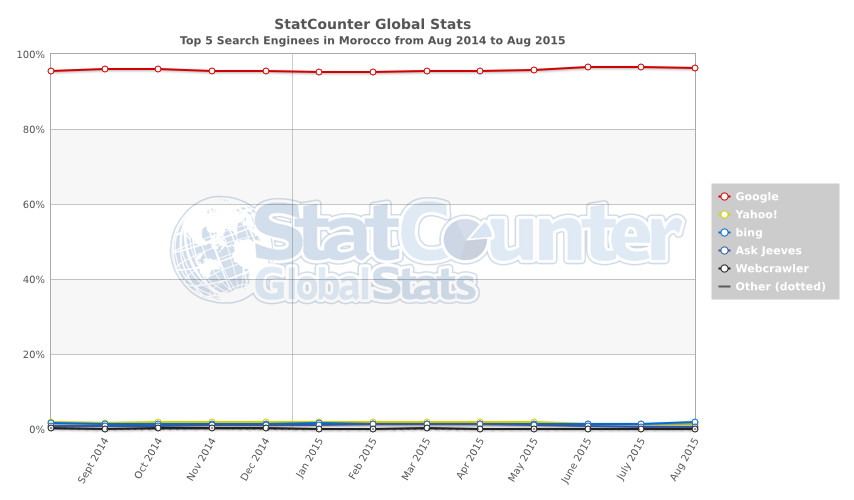 StatCounter Global Stats
Top 5 Search Enginees in Morocco from Aug 2014 to Aug 2015
100%
80%
60%
40%
20%
0%
StatCounter
GlobalStats
Google
Yahoo!
bing
Ask Jeeves
Webcrawler
Other (dotted)
Sept 2014
Oct 2014
Nov 2014
Dec 2014
Jan 2015
Feb 2015
Mar 2015
Apr 2015
May 2015
June 2015
July 2015
Aug 2015